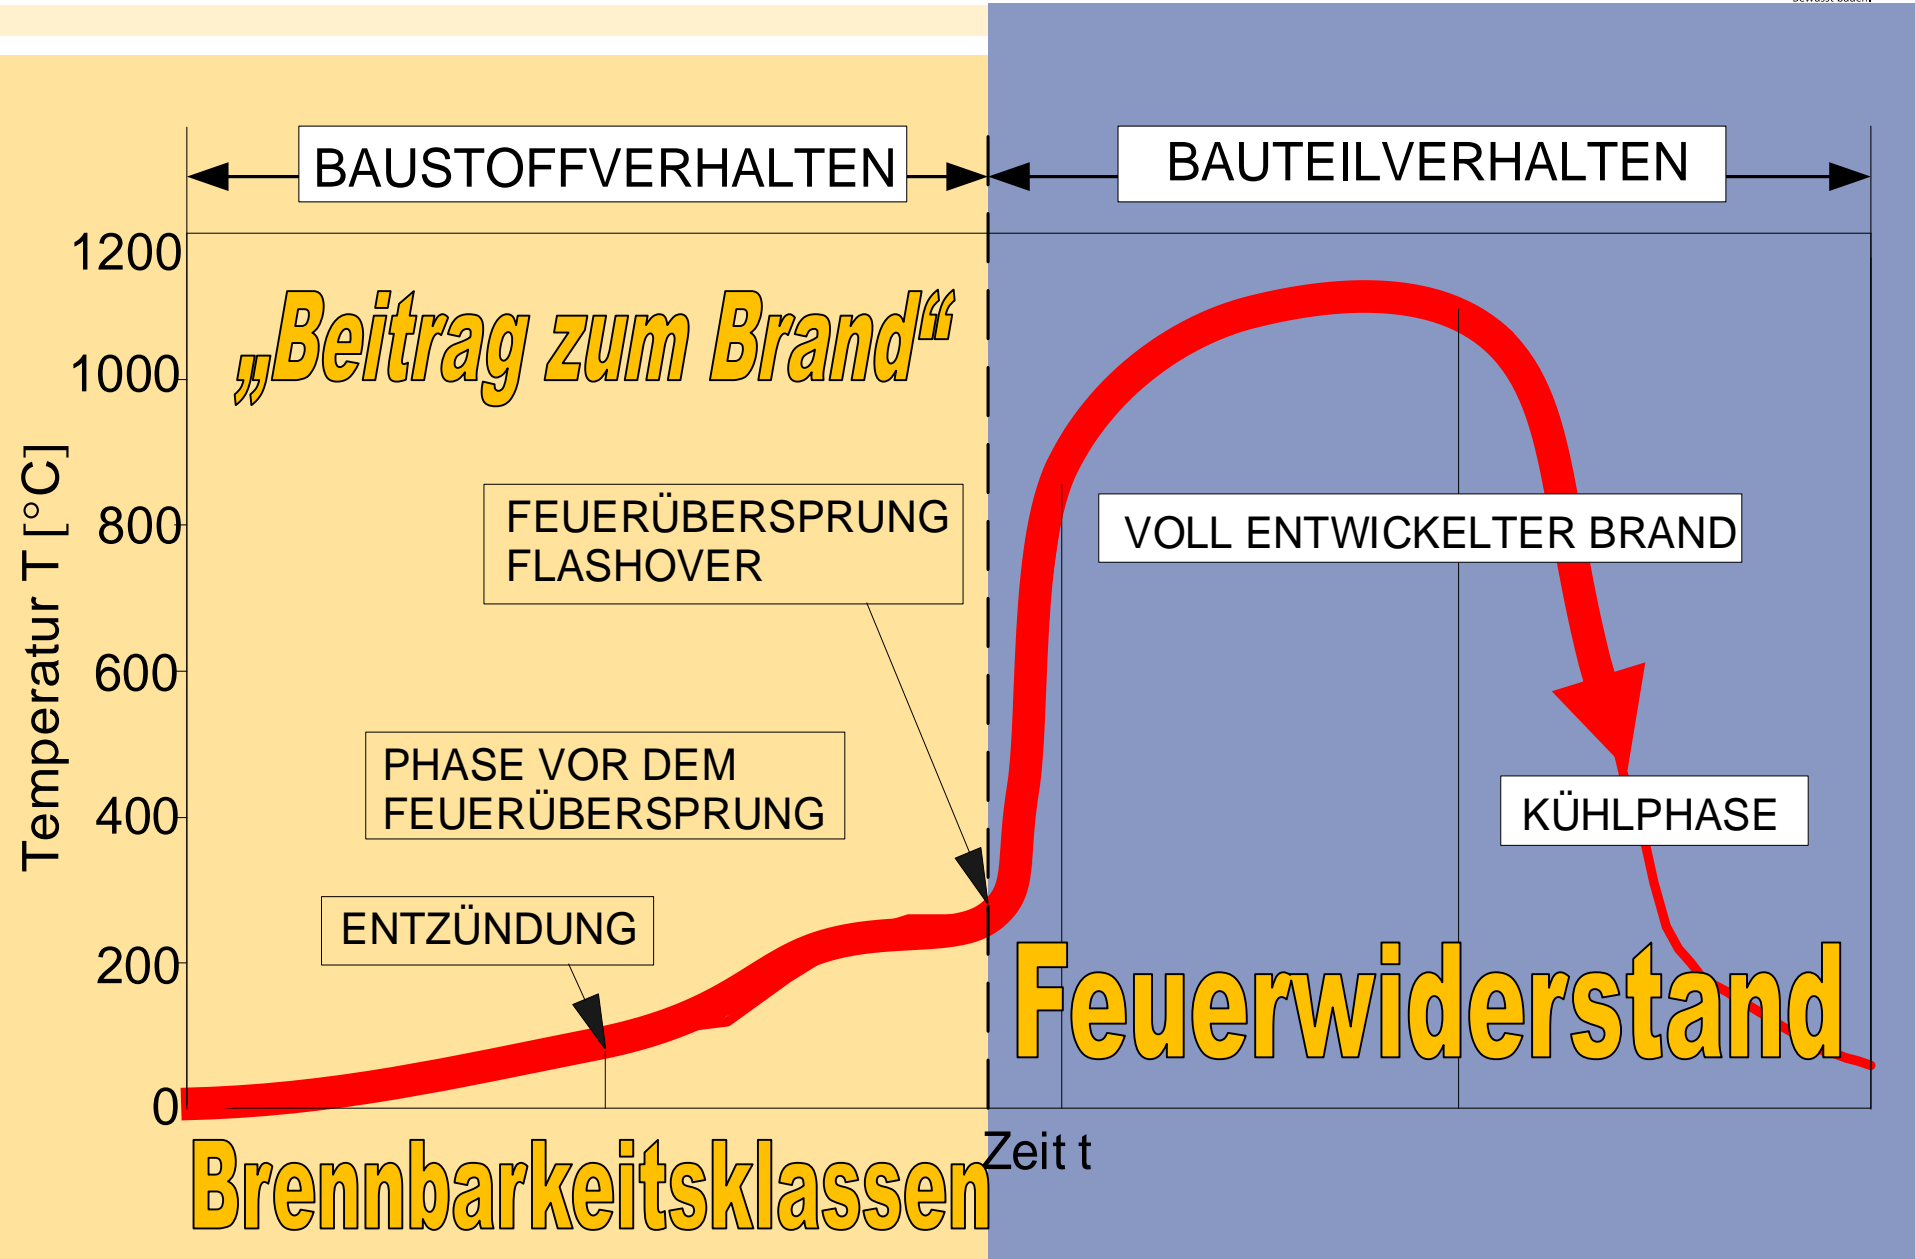 BAUSTOFFVERHALTEN
BAUTEILVERHALTEN
1200
„Beitrag zum Brand“
1000
FEUERÜBERSPRUNG
FLASHOVER
800
VOLL ENTWICKELTER BRAND
Temperatur T [°C]
600
PHASE VOR DEM
FEUERÜBERSPRUNG
400
KÜHLPHASE
ENTZÜNDUNG
200
Feuerwiderstand
0
Zeit t
Brennbarkeitsklassen